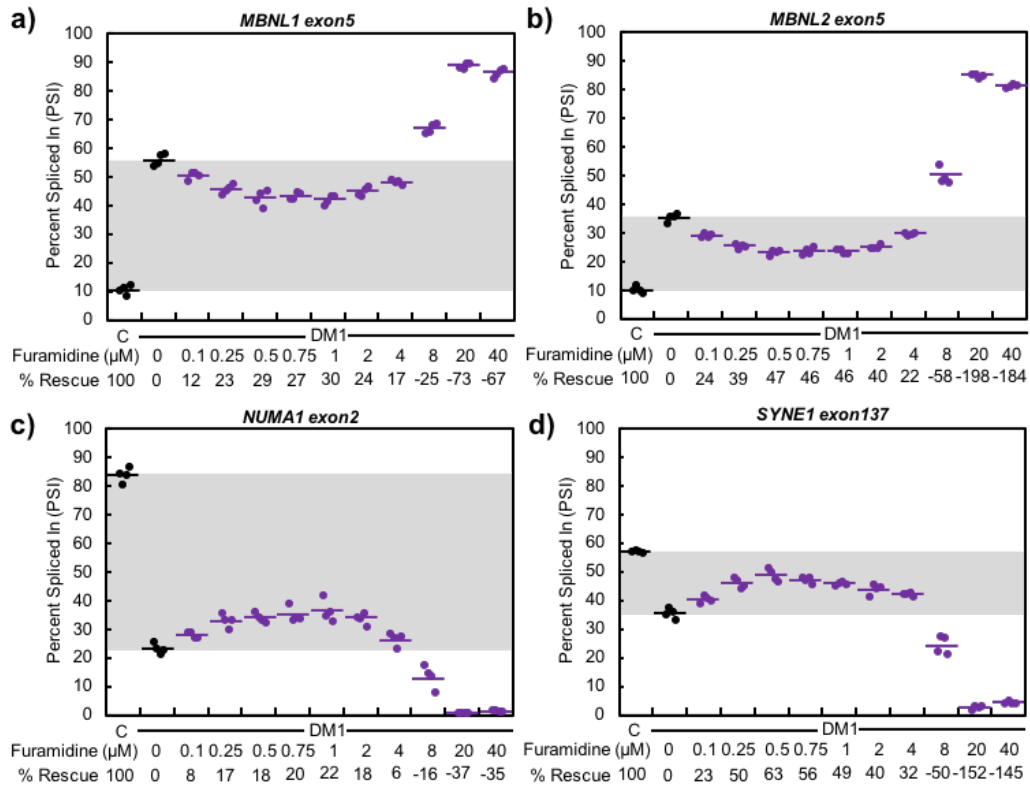 a)
MBNL1 exon5
Percent Spliced In (PSI)
100
90
80
70
60
50
40
30
20
10
0
C DM1
Furamidine (μM) 0 0.1 0.25 0.5 0.75 1 2 4 8 20 40
% Rescue 100 0 12 23 29 27 30 24 17 -25 -73 -67
b)
MBNL2 exon5
Percent Spliced In (PSI)
100
90
80
70
60
50
40
30
20
10
0
C DM1
Furamidine (μM) 0 0.1 0.25 0.5 0.75 1 2 4 8 20 40
% Rescue 100 0 24 39 47 46 46 40 22 -58 -198 -184
c)
NUMA1 exon2
Percent Spliced In (PSI)
100
90
80
70
60
50
40
30
20
10
0
C DM1
Furamidine (μM) 0 0.1 0.25 0.5 0.75 1 2 4 8 20 40
% Rescue 100 0 8 17 18 20 22 18 6 -16 -37 -35
d)
SYNE1 exon137
Percent Spliced In (PSI)
100
90
80
70
60
50
40
30
20
10
0
C DM1
Furamidine (μM) 0 0.1 0.25 0.5 0.75 1 2 4 8 20 40
% Rescue 100 0 23 50 63 56 49 40 32 -50 -152 -145